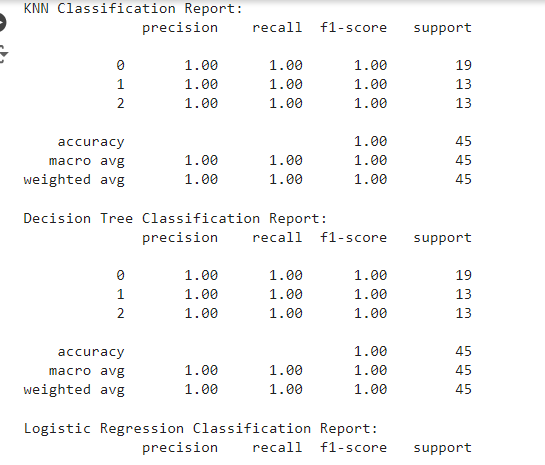 KNN Classification Report:
precision recall f1-score support
0 1.00 1.00 1.00 19
1 1.00 1.00 1.00 13
2 1.00 1.00 1.00 13
accuracy 1.00 45
macro avg 1.00 1.00 1.00 45
weighted avg 1.00 1.00 1.00 45
Decision Tree Classification Report:
precision recall f1-score support
0 1.00 1.00 1.00 19
1 1.00 1.00 1.00 13
2 1.00 1.00 1.00 13
accuracy 1.00 45
macro avg 1.00 1.00 1.00 45
weighted avg 1.00 1.00 1.00 45
Logistic Regression Classification Report:
precision recall f1-score support